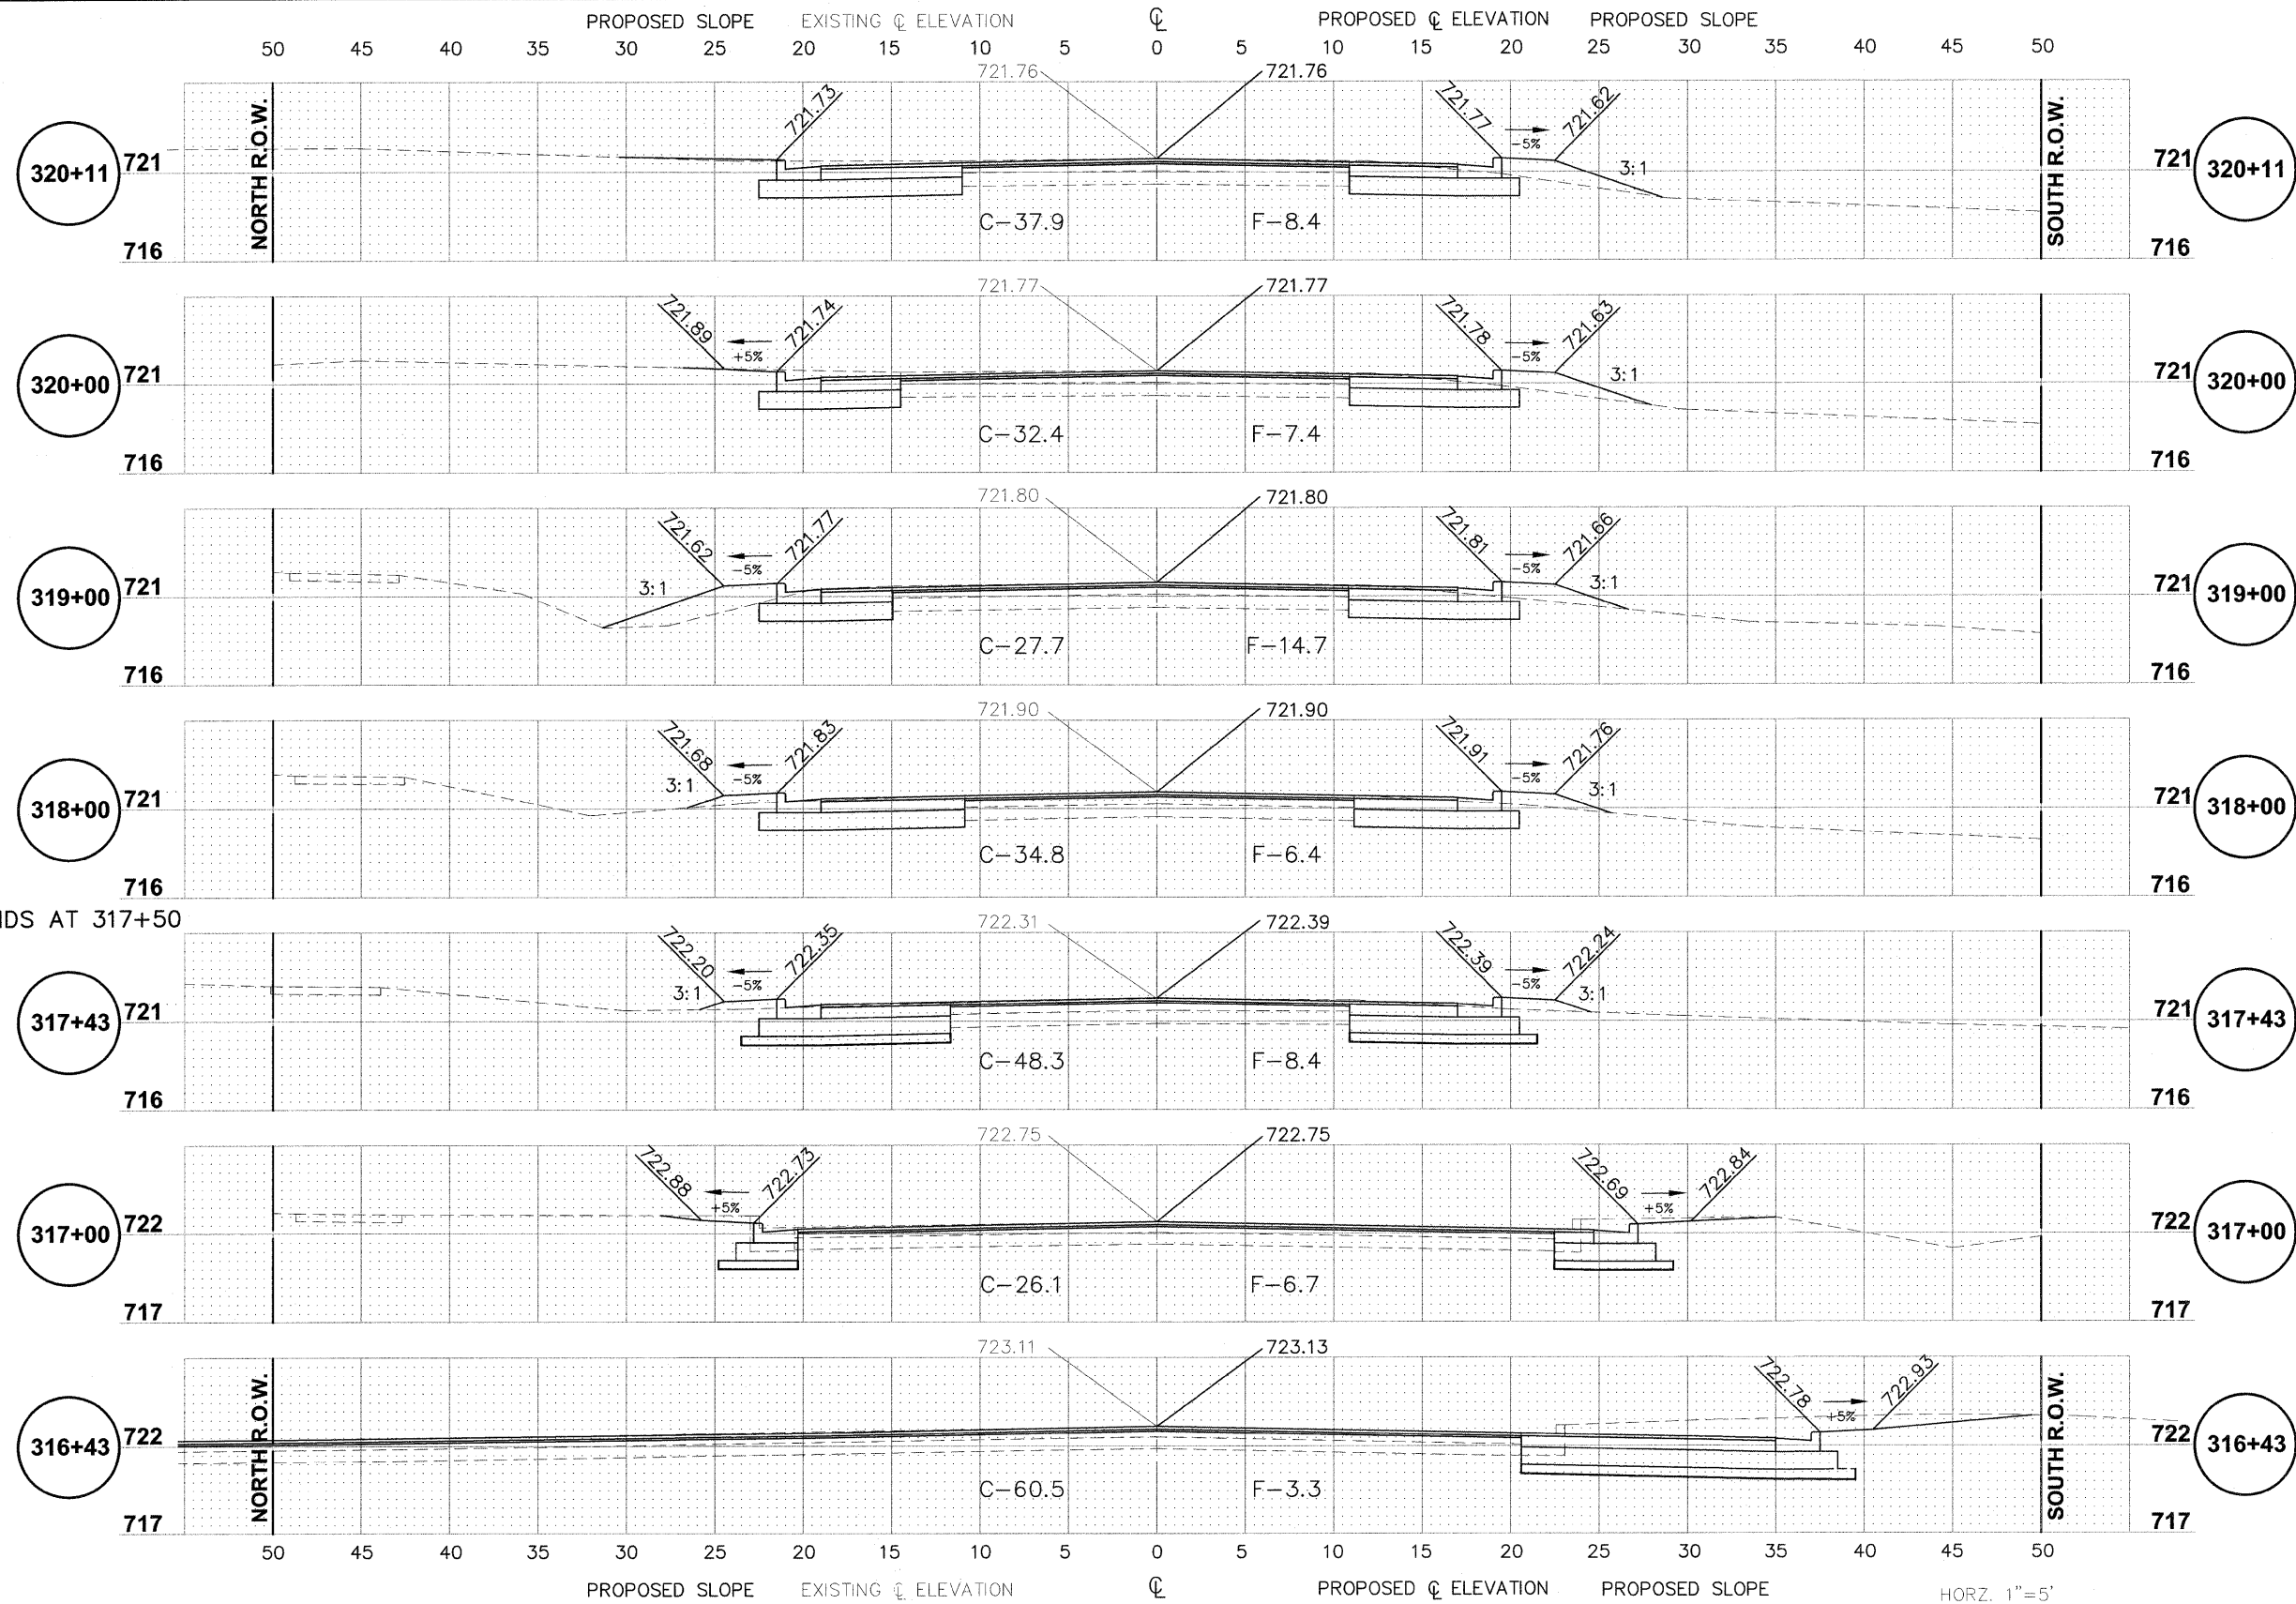 PROPOSED SLOPE EXISTING ℄ ELEVATION ℄ PROPOSED ℄ ELEVATION PROPOSED SLOPE
50 45 40 35 30 25 20 15 10 5 0 5 10 15 20 25 30 35 40 45 50
721.76 721.76
721.73 721.77 -5% 721.62
NORTH R.O.W. SOUTH R.O.W.
320+11 721 3:1 721 320+11
C-37.9 F-8.4
716 716
721.77 721.77
721.89 +5% 721.74 721.78 -5% 721.63
320+00 721 3:1 721 320+00
C-32.4 F-7.4
716 716
721.80 721.80
721.62 -5% 721.77 721.81 -5% 721.66
319+00 721 3:1 3:1 721 319+00
C-27.7 F-14.7
716 716
721.90 721.90
721.68 -5% 721.83 721.91 -5% 721.76
318+00 721 3:1 3:1 721 318+00
C-34.8 F-6.4
716 716
AT 317+50
722.31 722.39
722.20 -5% 722.35 722.39 -5% 722.24
317+43 721 3:1 3:1 721 317+43
C-48.3 F-8.4
716 716
722.75 722.75
722.88 +5% 722.73 722.69 +5% 722.84
317+00 722 722 317+00
C-26.1 F-6.7
717 717
723.11 723.13
722.78 +5% 722.93
NORTH R.O.W. SOUTH R.O.W.
316+43 722 722 316+43
C-60.5 F-3.3
717 717
50 45 40 35 30 25 20 15 10 5 0 5 10 15 20 25 30 35 40 45 50
PROPOSED SLOPE EXISTING ℄ ELEVATION ℄ PROPOSED ℄ ELEVATION PROPOSED SLOPE HORZ. 1"=5'